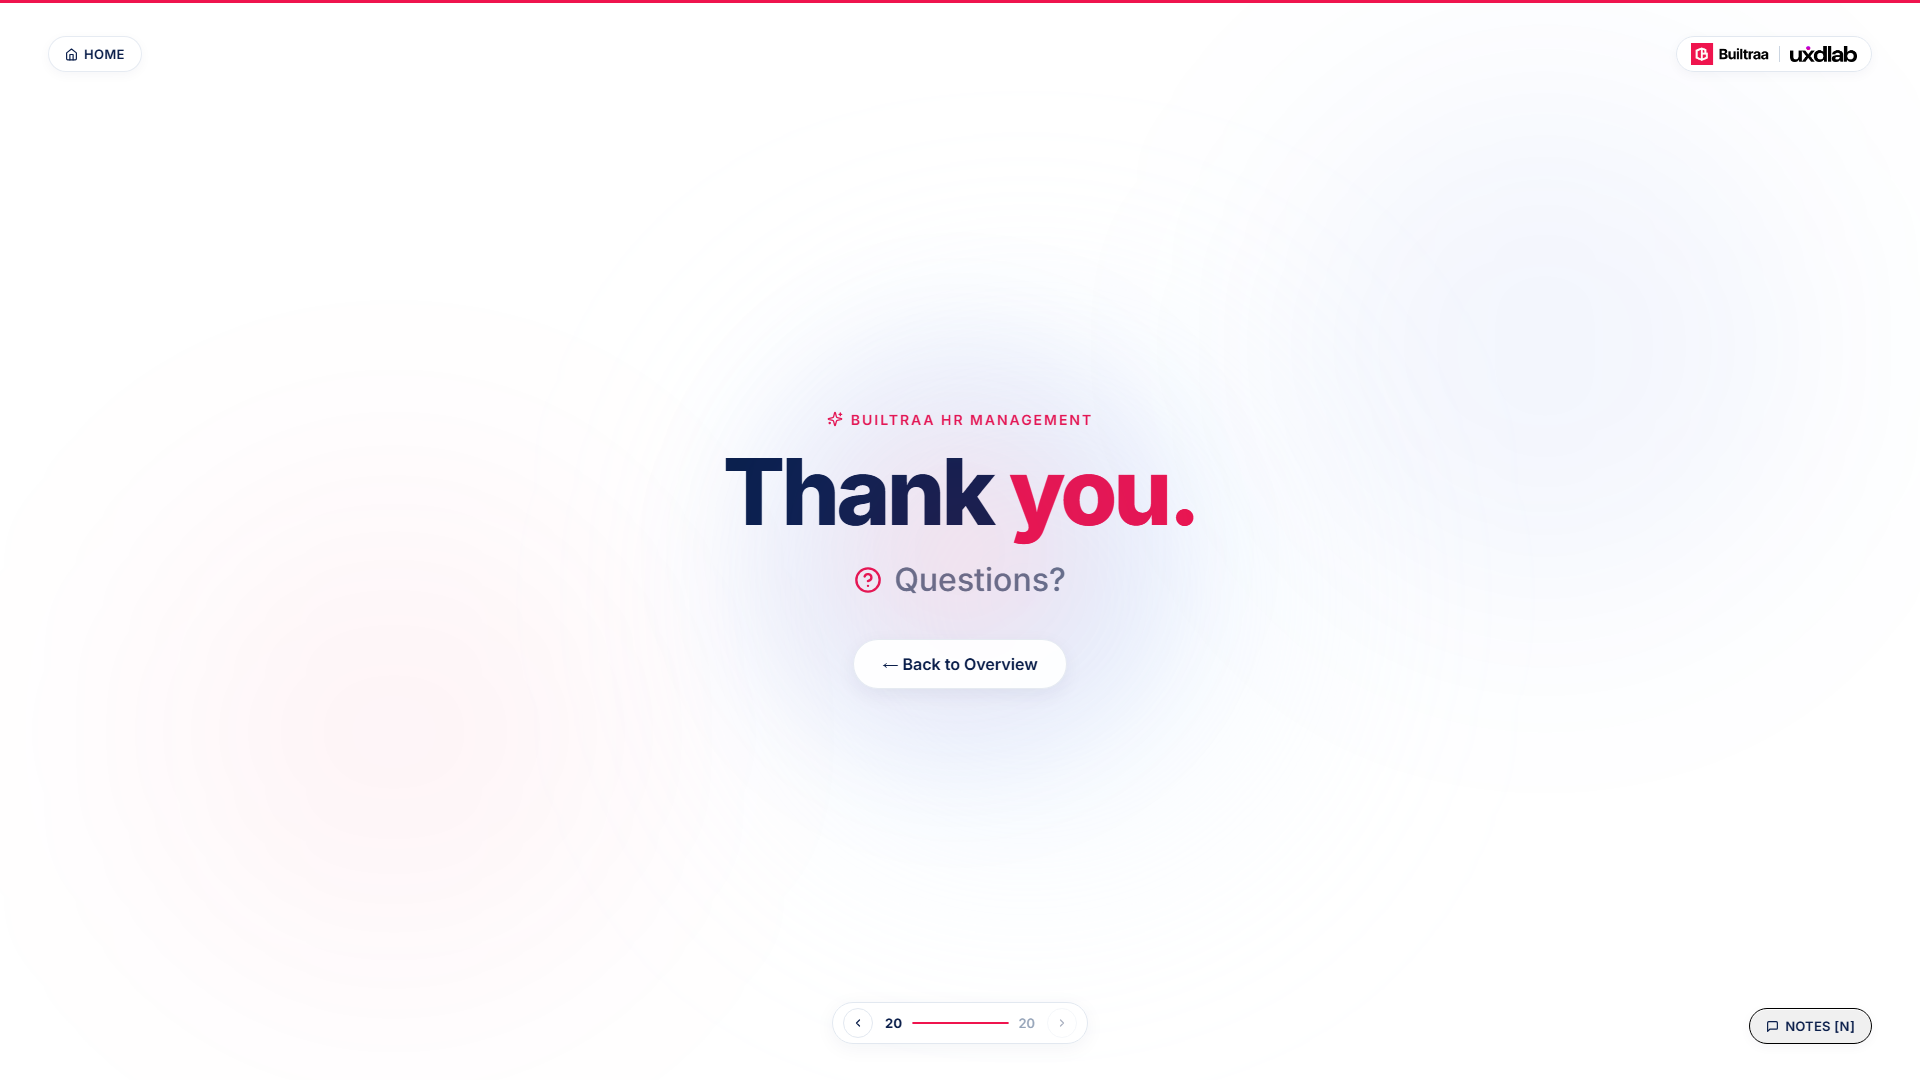 HOME
Builtraa | uxdlab
BUILTRAA HR MANAGEMENT
Thank you.
Questions?
← Back to Overview
20 20
NOTES [N]